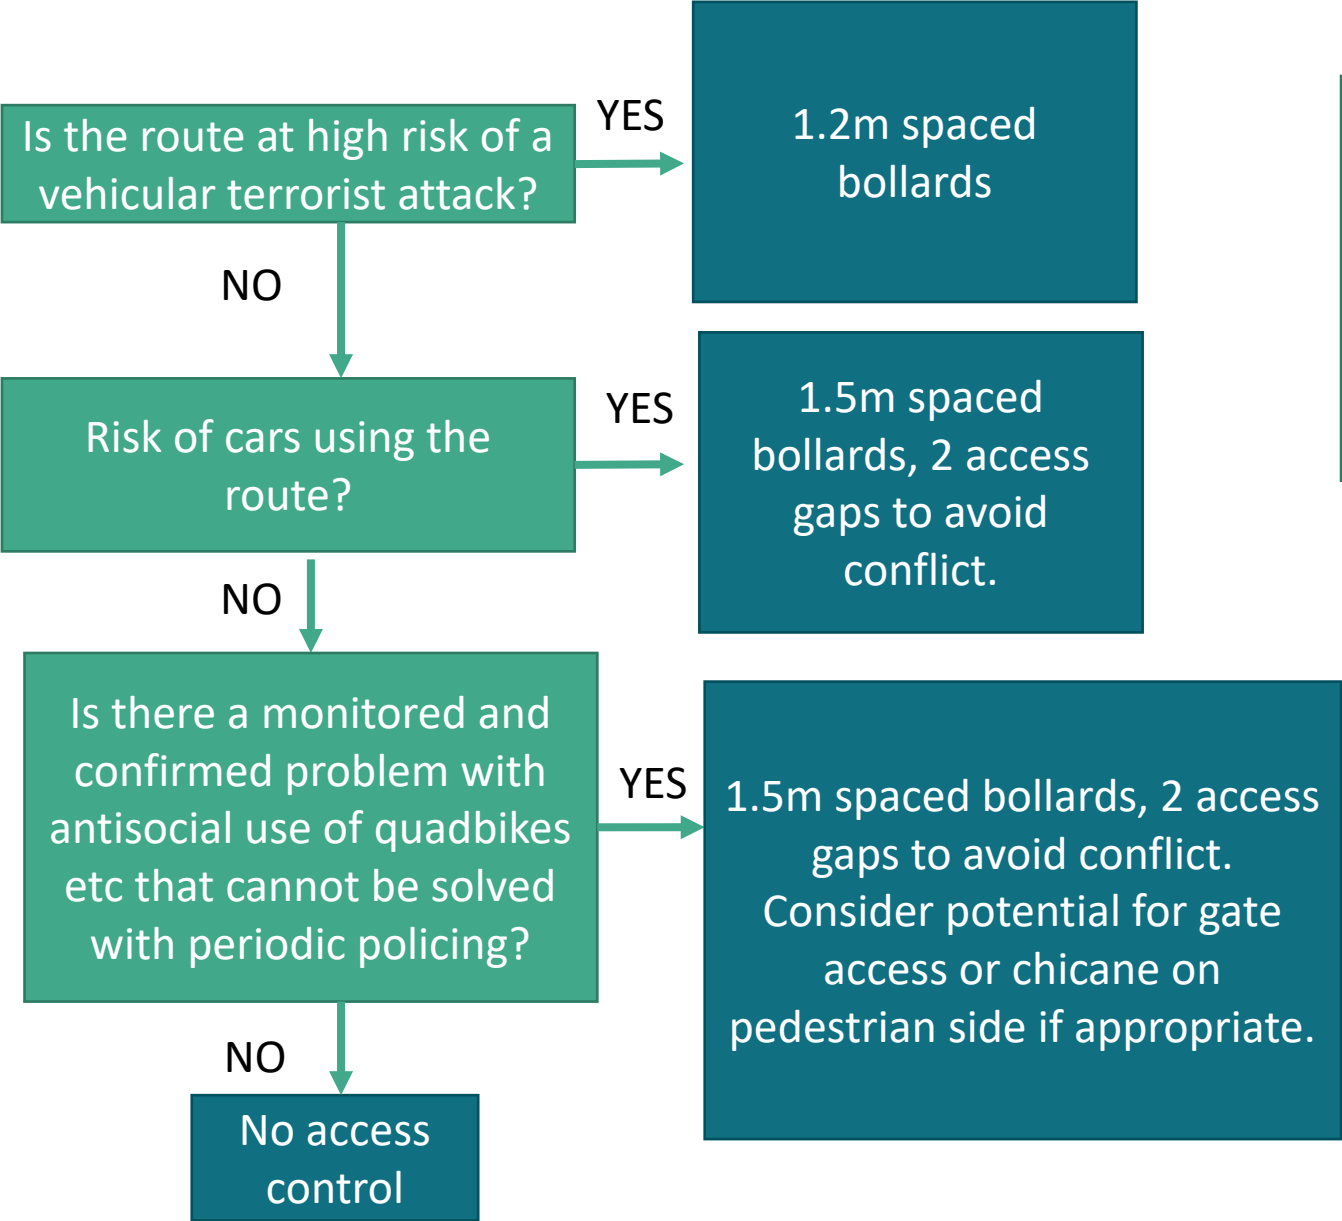 Is the route at high risk of a
vehicular terrorist attack?
YES
1.2m spaced
bollards
NO
Risk of cars using the
route?
YES
1.5m spaced
bollards, 2 access
gaps to avoid
conflict.
NO
Is there a monitored and
confirmed problem with
antisocial use of quadbikes
etc that cannot be solved
with periodic policing?
YES
1.5m spaced bollards, 2 access
gaps to avoid conflict.
Consider potential for gate
access or chicane on
pedestrian side if appropriate.
NO
No access
control